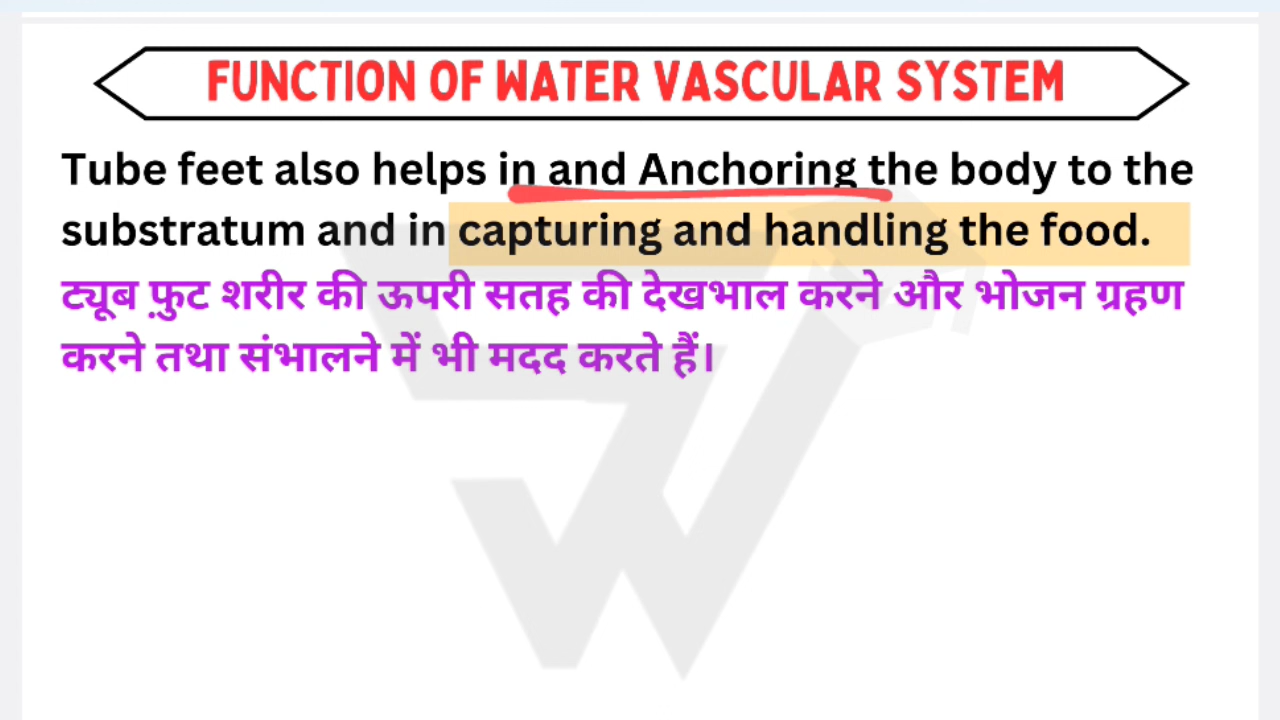 FUNCTION OF WATER VASCULAR SYSTEM
Tube feet also helps in and Anchoring the body to the
substratum and in capturing and handling the food.
ट्यूब फ़ुट शरीर की ऊपरी सतह की देखभाल करने और भोजन ग्रहण
करने तथा संभालने में भी मदद करते हैं।